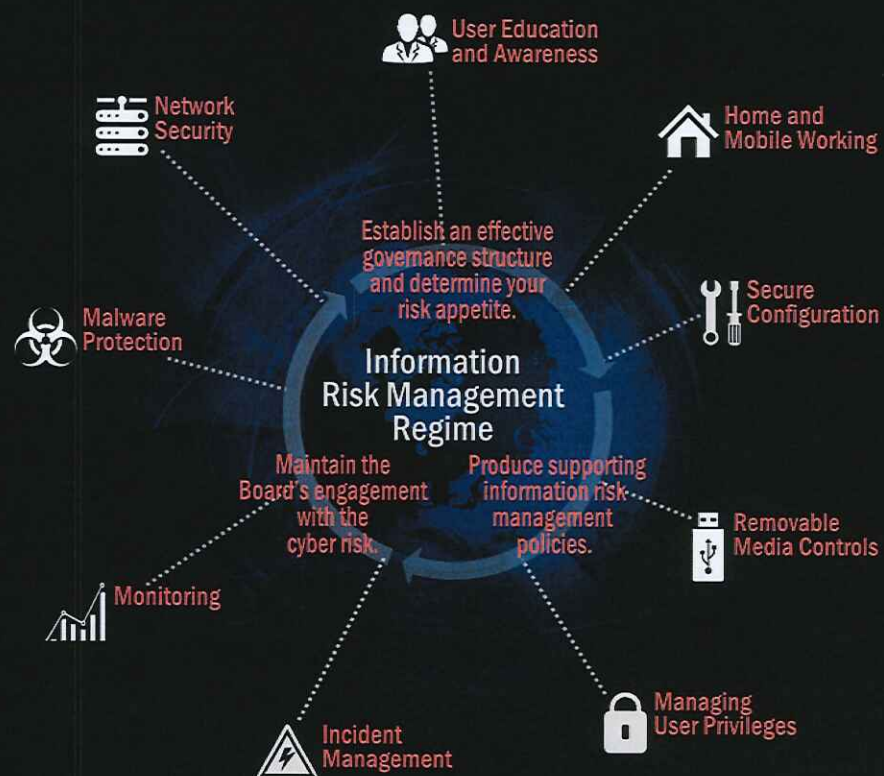 User Education
and Awareness
Network
Security
Home and
Mobile Working
Establish an effective
governance structure
and determine your
risk appetite.
Secure
Configuration
Malware
Protection
Information
Risk Management
Regime
Maintain the
Board's engagement
with the
cyber risk.
Produce supporting
information risk
management
policies.
Removable
Media Controls
Monitoring
Managing
User Privileges
Incident
Management